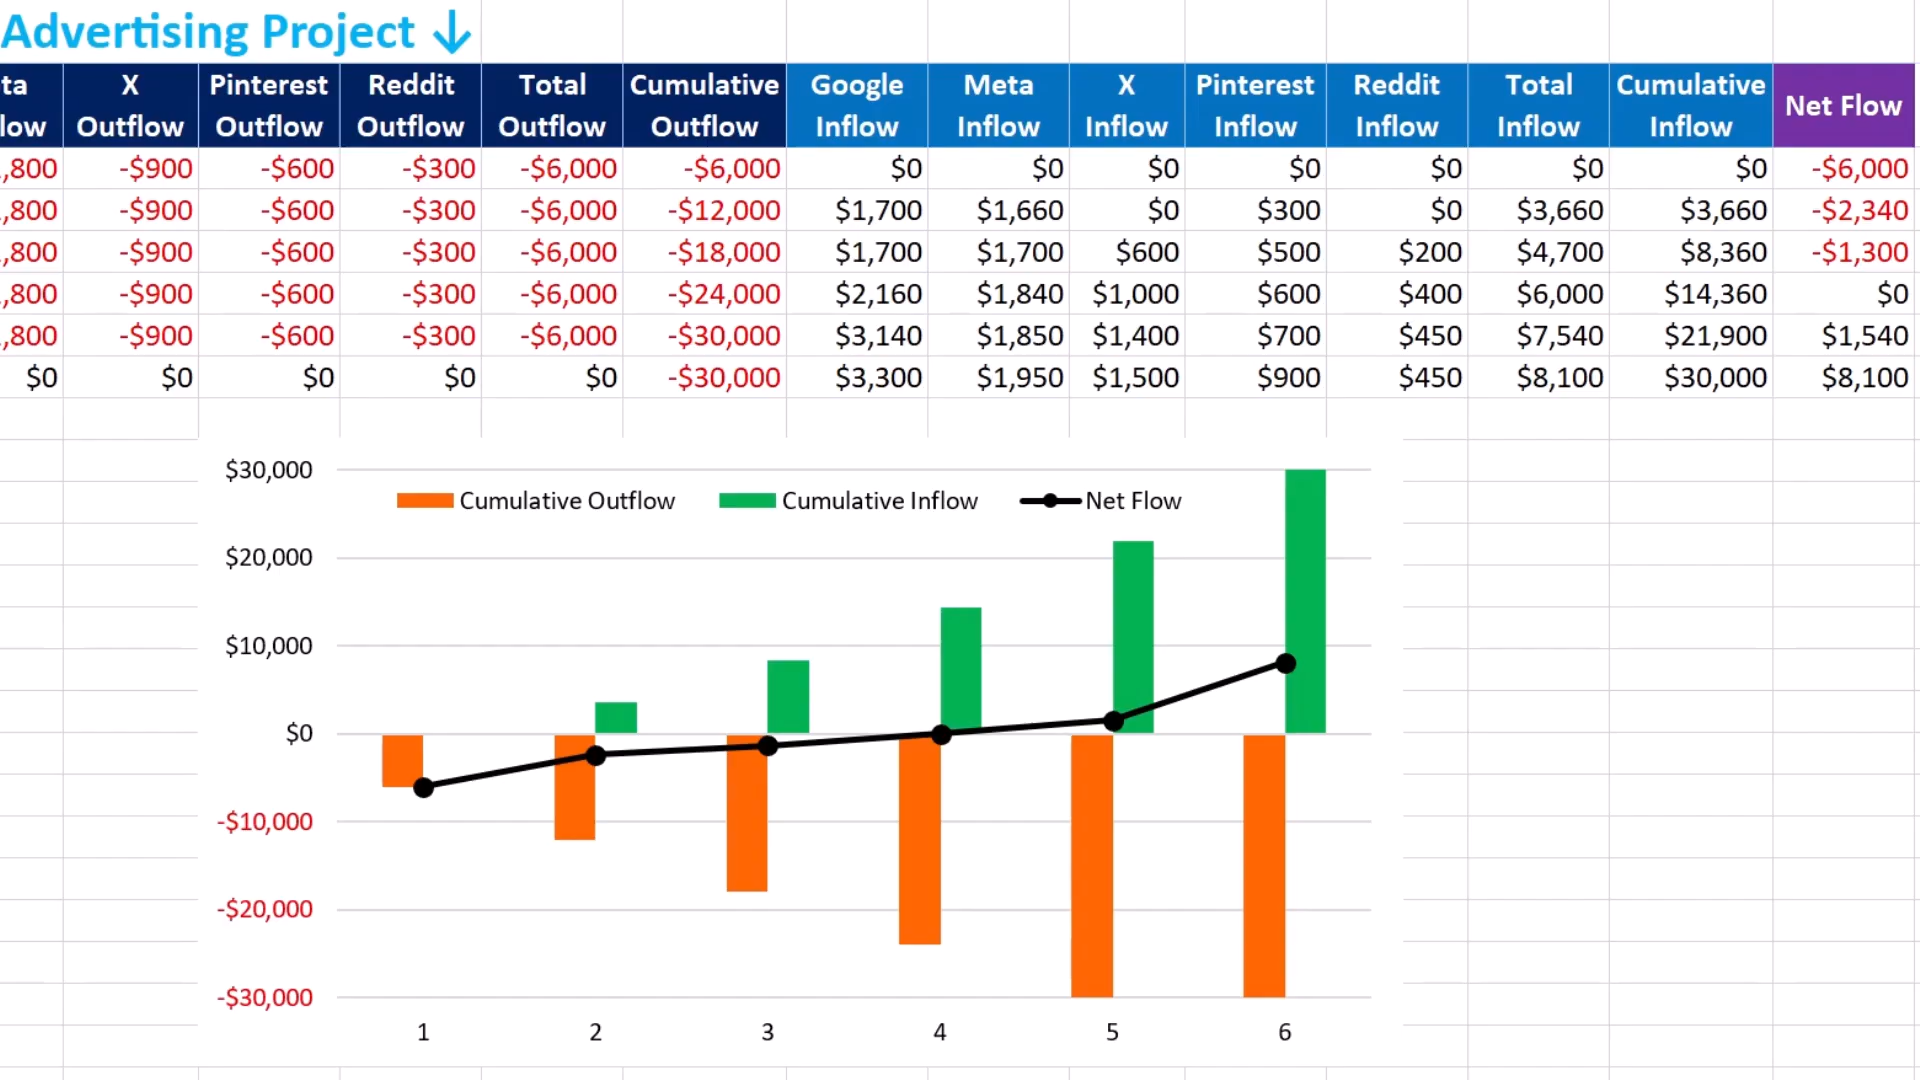 Advertising Project ↓
ta low X Outflow Pinterest Outflow Reddit Outflow Total Outflow Cumulative Outflow Google Inflow Meta Inflow X Inflow Pinterest Inflow Reddit Inflow Total Inflow Cumulative Inflow Net Flow
,800 -$900 -$600 -$300 -$6,000 -$6,000 $0 $0 $0 $0 $0 $0 $0 -$6,000
,800 -$900 -$600 -$300 -$6,000 -$12,000 $1,700 $1,660 $0 $300 $0 $3,660 $3,660 -$2,340
,800 -$900 -$600 -$300 -$6,000 -$18,000 $1,700 $1,700 $600 $500 $200 $4,700 $8,360 -$1,300
,800 -$900 -$600 -$300 -$6,000 -$24,000 $2,160 $1,840 $1,000 $600 $400 $6,000 $14,360 $0
,800 -$900 -$600 -$300 -$6,000 -$30,000 $3,140 $1,850 $1,400 $700 $450 $7,540 $21,900 $1,540
$0 $0 $0 $0 $0 -$30,000 $3,300 $1,950 $1,500 $900 $450 $8,100 $30,000 $8,100
$30,000
Cumulative Outflow Cumulative Inflow Net Flow
$20,000
$10,000
$0
-$10,000
-$20,000
-$30,000
1 2 3 4 5 6